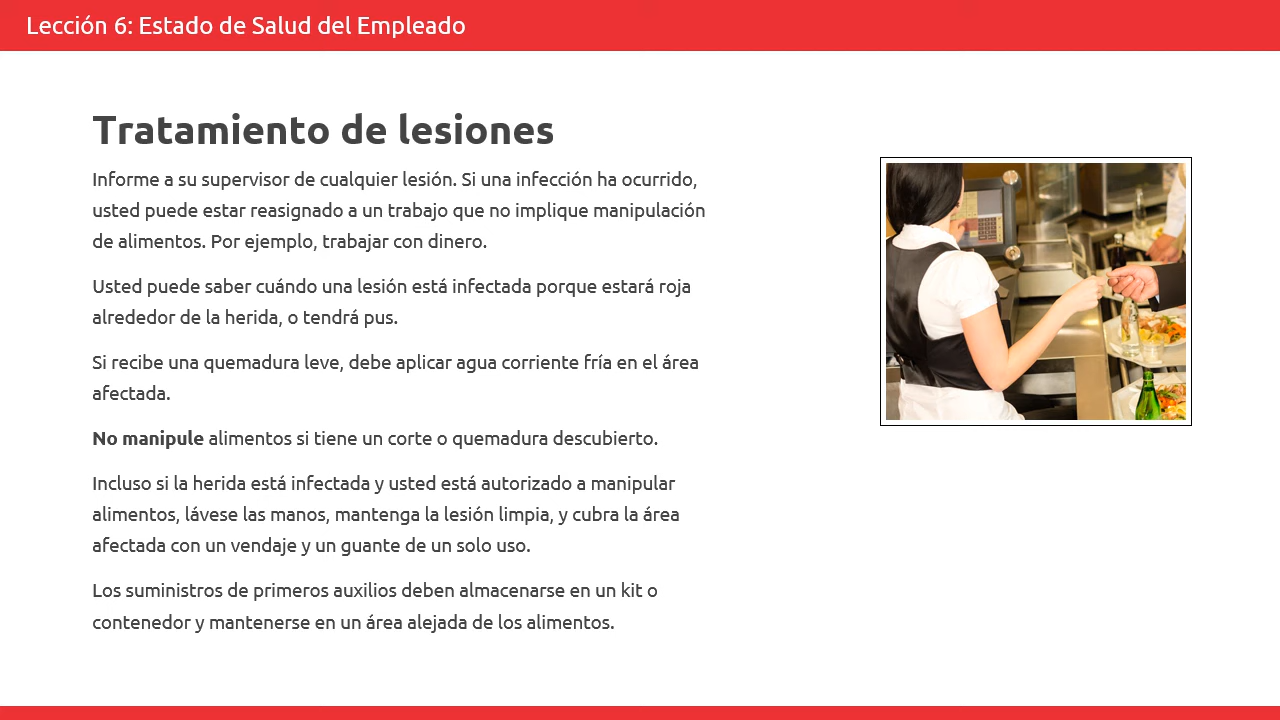 Lección 6: Estado de Salud del Empleado
Tratamiento de lesiones
Informe a su supervisor de cualquier lesión. Si una infección ha ocurrido,
usted puede estar reasignado a un trabajo que no implique manipulación
de alimentos. Por ejemplo, trabajar con dinero.
Usted puede saber cuándo una lesión está infectada porque estará roja
alrededor de la herida, o tendrá pus.
Si recibe una quemadura leve, debe aplicar agua corriente fría en el área
afectada.
No manipule alimentos si tiene un corte o quemadura descubierto.
Incluso si la herida está infectada y usted está autorizado a manipular
alimentos, lávese las manos, mantenga la lesión limpia, y cubra la área
afectada con un vendaje y un guante de un solo uso.
Los suministros de primeros auxilios deben almacenarse en un kit o
contenedor y mantenerse en un área alejada de los alimentos.